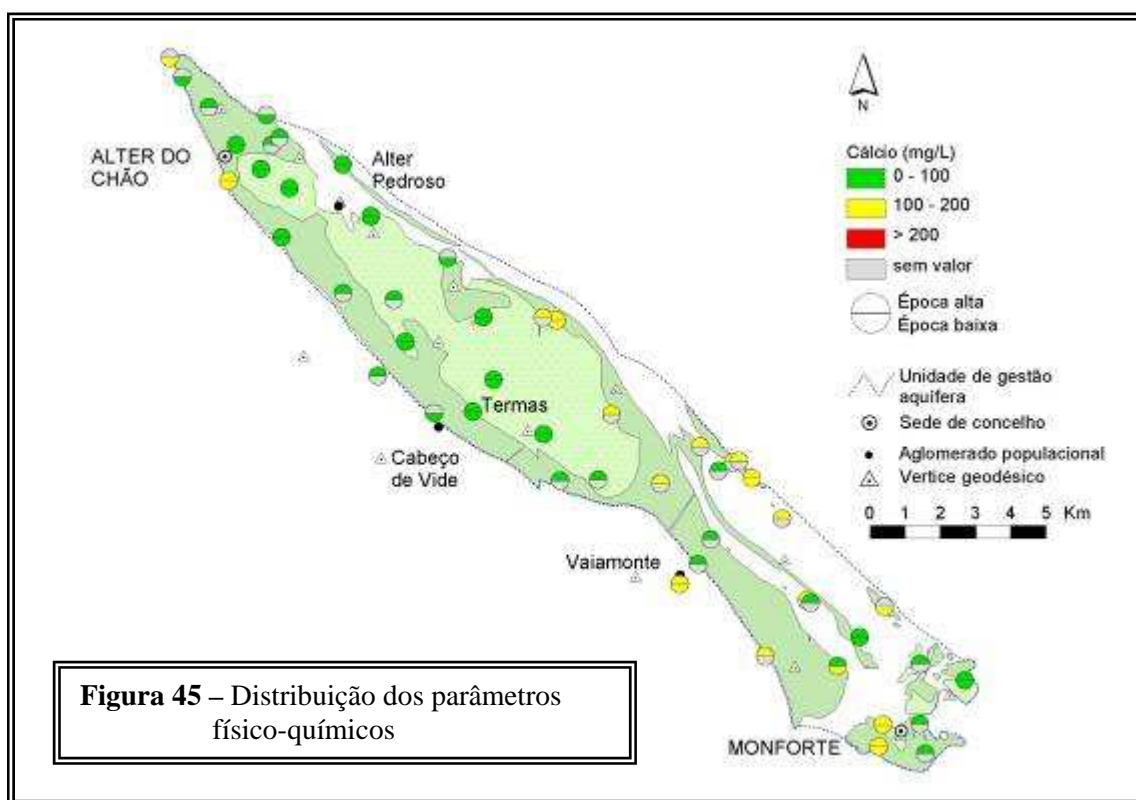 N
Cálcio (mg/L)
0 - 100
100 - 200
> 200
sem valor
Época alta
Época baixa
Unidade de gestão
aquífera
Sede de concelho
Aglomerado populacional
Vertice geodésico
0 1 2 3 4 5 Km
ALTER DO
CHÃO
Alter
Pedroso
Termas
Cabeço
de Vide
Vaiamonte
MONFORTE
Figura 45 – Distribuição dos parâmetros
físico-químicos